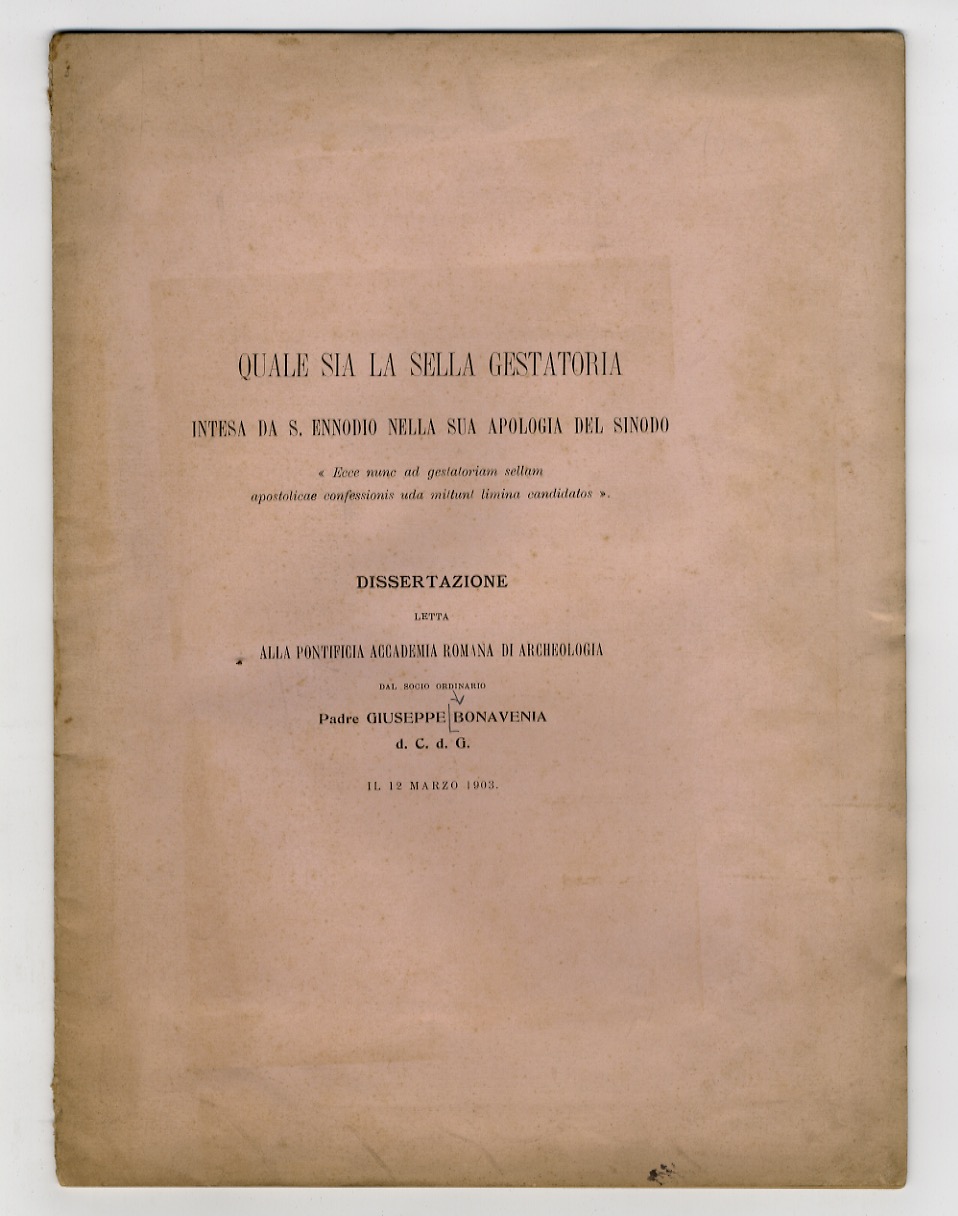 QUALE SIA LA SELLA GESTATORIA
INTESA DA S. ENNODIO NELLA SUA APOLOGIA DEL SINODO
« Ecce nunc ad gestatoriam sellam
apostolicae confessionis uda mittunt limina candidatos ».
DISSERTAZIONE
LETTA
ALLA PONTIFICIA ACCADEMIA ROMANA DI ARCHEOLOGIA
DAL SOCIO ORDINARIO
Padre GIUSEPPE BONAVENIA
d. C. d. G.
IL 12 MARZO 1903.